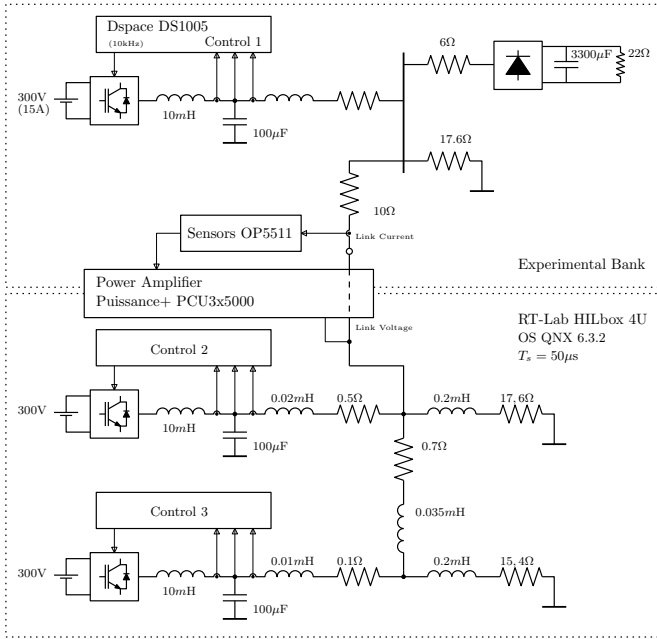 Dspace DS1005
(10kHz)
Control 1
6Ω
3300μF
22Ω
300V
(15A)
10mH
100μF
17.6Ω
10Ω
Sensors OP5511
Link Current
Experimental Bank
Power Amplifier
Puissance+ PCU3x5000
Link Voltage
RT-Lab HILbox 4U
OS QNX 6.3.2
Ts = 50μs
Control 2
300V
10mH
0.02mH
0.5Ω
0.2mH
17,6Ω
100μF
0.7Ω
0.035mH
Control 3
300V
10mH
0.01mH
0.1Ω
0.2mH
15,4Ω
100μF